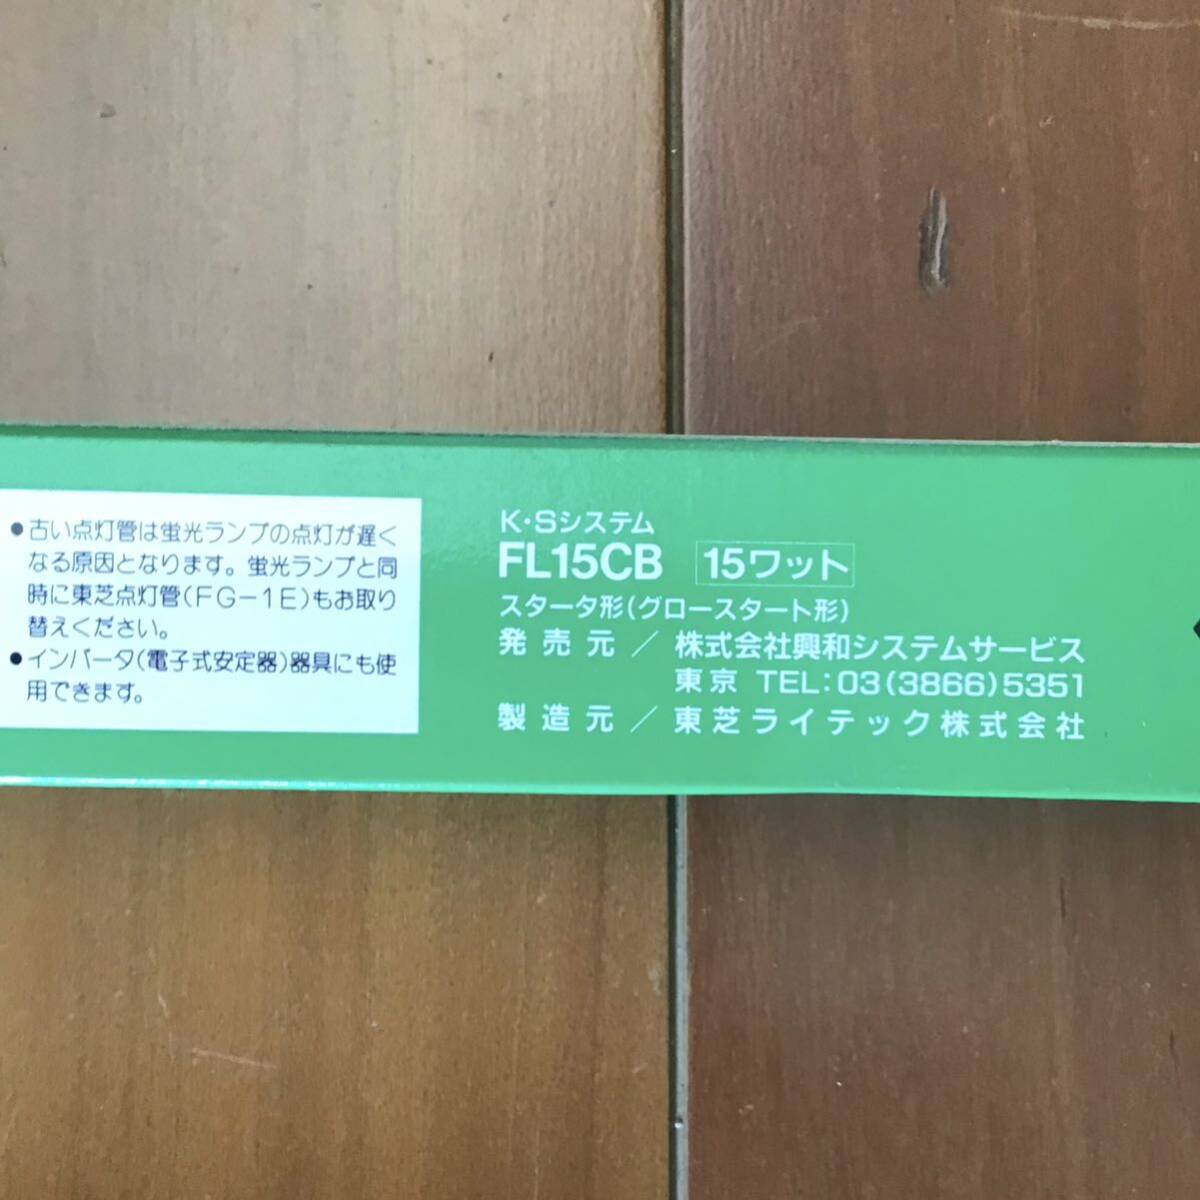 ●古い点灯管は蛍光ランプの点灯が遅く
なる原因となります。蛍光ランプと同
時に東芝点灯管(FG-1E)もお取り
替えください。
●インバータ(電子式安定器)器具にも使
用できます。
K・Sシステム
FL15CB 15ワット
スタータ形(グロースタート形)
発売元／株式会社興和システムサービス
東京 TEL:03(3866)5351
製造元／東芝ライテック株式会社